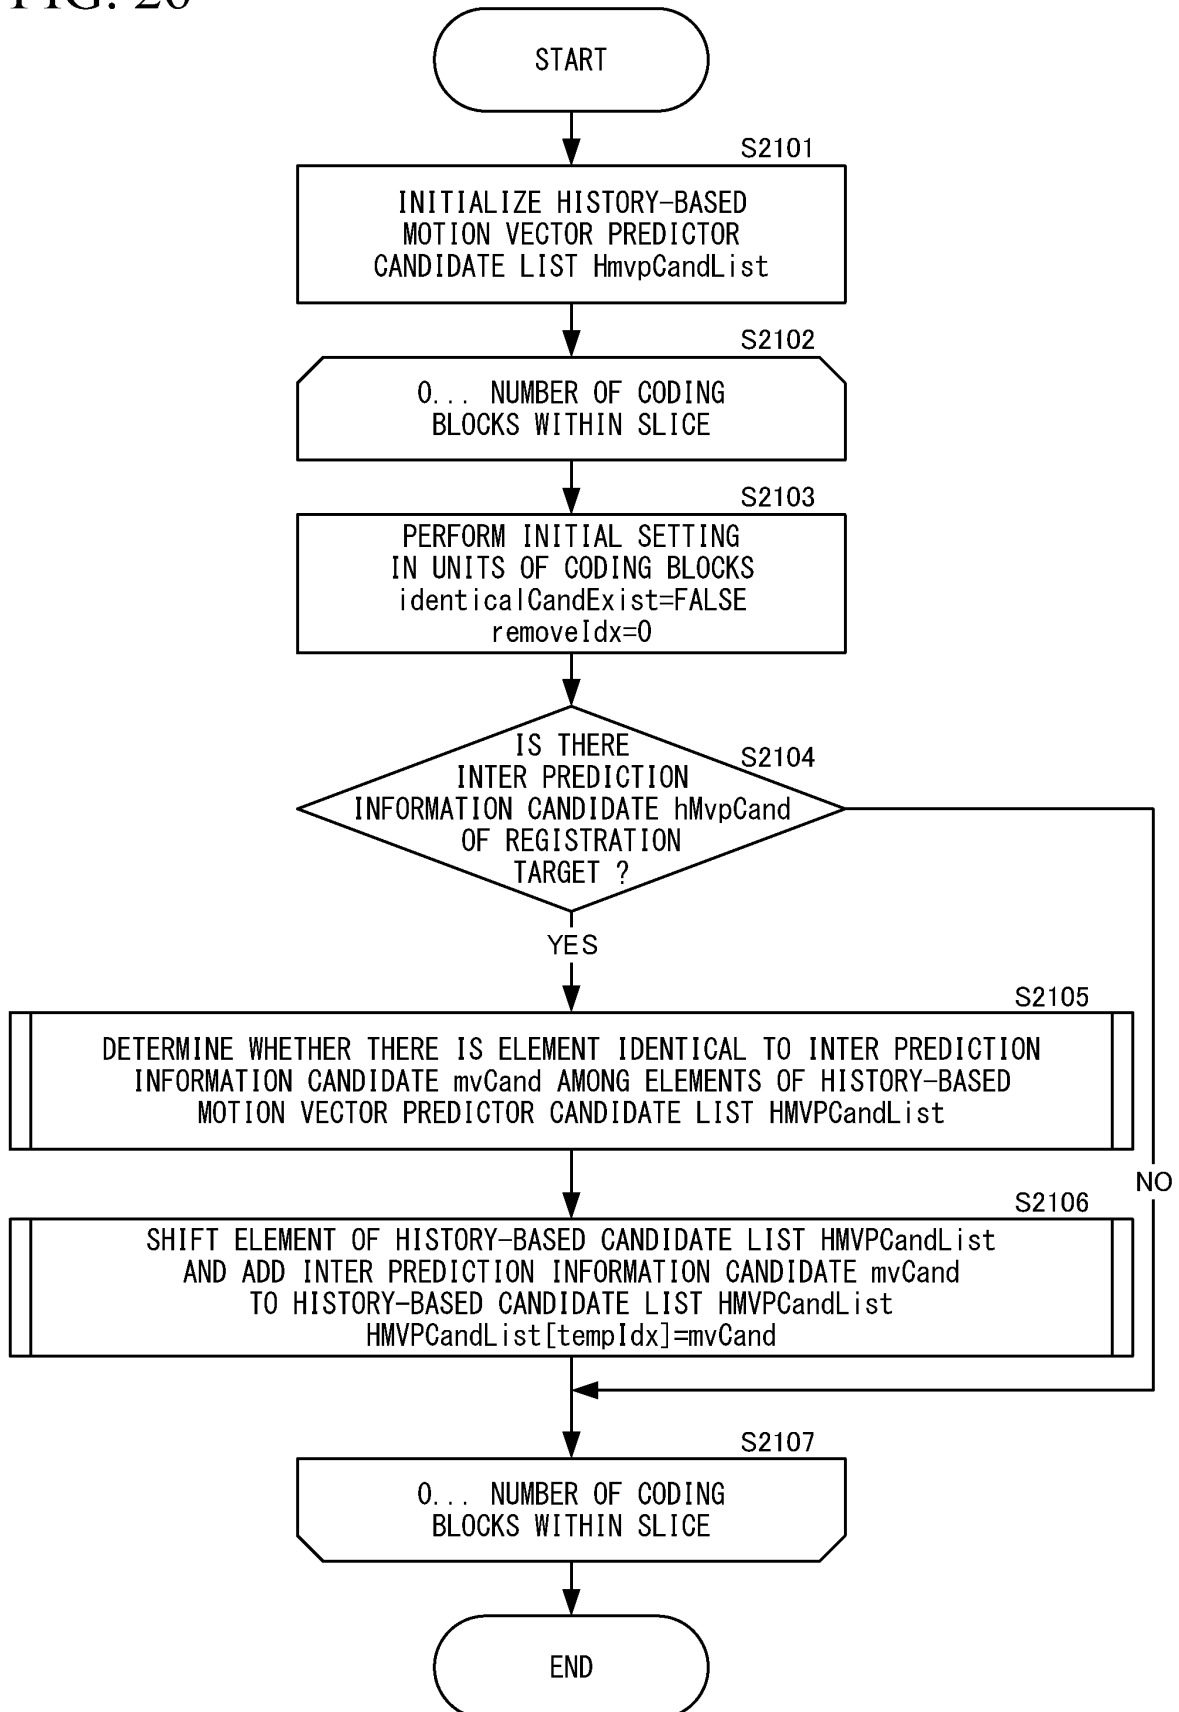 FIG. 26
START
S2101
INITIALIZE HISTORY-BASED
MOTION VECTOR PREDICTOR
CANDIDATE LIST HmvpCandList
S2102
0... NUMBER OF CODING
BLOCKS WITHIN SLICE
S2103
PERFORM INITIAL SETTING
IN UNITS OF CODING BLOCKS
identicalCandExist=FALSE
removeIdx=0
S2104
IS THERE
INTER PREDICTION
INFORMATION CANDIDATE hMvpCand
OF REGISTRATION
TARGET ?
YES
S2105
DETERMINE WHETHER THERE IS ELEMENT IDENTICAL TO INTER PREDICTION
INFORMATION CANDIDATE mvCand AMONG ELEMENTS OF HISTORY-BASED
MOTION VECTOR PREDICTOR CANDIDATE LIST HMVPCandList
NO
S2106
SHIFT ELEMENT OF HISTORY-BASED CANDIDATE LIST HMVPCandList
AND ADD INTER PREDICTION INFORMATION CANDIDATE mvCand
TO HISTORY-BASED CANDIDATE LIST HMVPCandList
HMVPCandList[tempIdx]=mvCand
S2107
0... NUMBER OF CODING
BLOCKS WITHIN SLICE
END